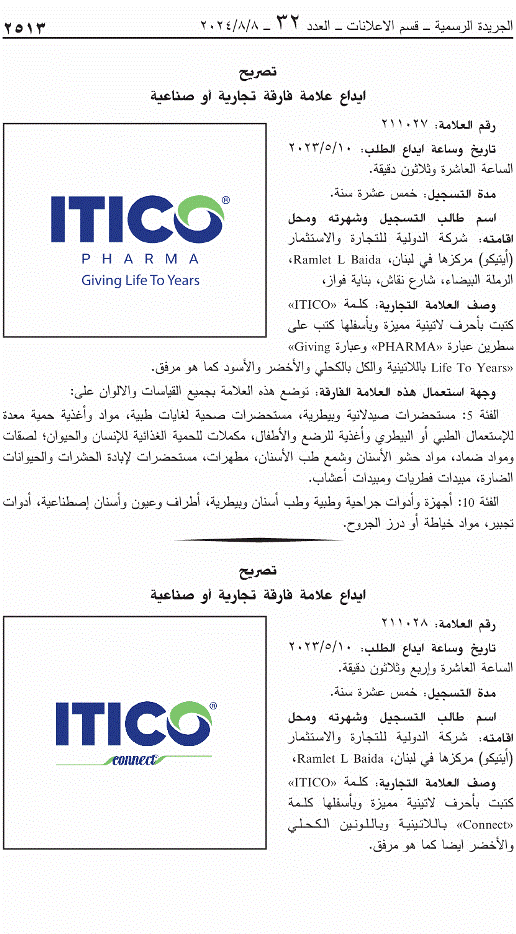 الجريدة الرسمية ـ قسم الاعلانات ـ العدد ٣٢ ـ ٢٠٢٤/٨/٨
٢٥١٣
تصريح
ايداع علامة فارقة تجارية او صناعية
رقم العلامة: ٢١١٠٢٧
تاريخ وساعة ايداع الطلب: ٢٠٢٣/٥/١٠
الساعة العاشرة وثلاثون دقيقة.
مدة التسجيل: خمس عشرة سنة.
اسم طالب التسجيل وشهرته ومحل
اقامته: شركة الدولية للتجارة والاستثمار
(أيتيكو) مركزها في لبنان، Ramlet L Baida،
الرملة البيضاء، شارع نقاش، بناية فواز،
وصف العلامة التجارية: كلمة «ITICO»
كتبت بأحرف لاتينية مميزة وبأسفلها كتب على
سطرين عبارة «PHARMA» وعبارة «Giving
Life To Years» باللاتينية والكل بالكحلي والأخضر والأسود كما هو مرفق.
ITICO®
PHARMA
Giving Life To Years
وجهة استعمال هذه العلامة الفارقة: توضع هذه العلامة بجميع القياسات والالوان على:
الفئة 5: مستحضرات صيدلانية وبيطرية، مستحضرات صحية لغايات طبية، مواد وأغذية حمية معدة
للإستعمال الطبي أو البيطري وأغذية للرضع والأطفال، مكملات للحمية الغذائية للإنسان والحيوان؛ لصقات
ومواد ضماد، مواد حشو الأسنان وشمع طب الأسنان، مطهرات، مستحضرات لإبادة الحشرات والحيوانات
الضارة، مبيدات فطريات ومبيدات أعشاب.
الفئة 10: أجهزة وأدوات جراحية وطبية وطب أسنان وبيطرية، أطراف وعيون وأسنان إصطناعية، أدوات
تجبير، مواد خياطة أو درز الجروح.
تصريح
ايداع علامة فارقة تجارية او صناعية
رقم العلامة: ٢١١٠٢٨
تاريخ وساعة ايداع الطلب: ٢٠٢٣/٥/١٠
الساعة العاشرة واربع وثلاثون دقيقة.
مدة التسجيل: خمس عشرة سنة.
اسم طالب التسجيل وشهرته ومحل
اقامته: شركة الدولية للتجارة والاستثمار
(أيتيكو) مركزها في لبنان، Ramlet L Baida،
وصف العلامة التجارية: كلمة «ITICO»
كتبت بأحرف لاتينية مميزة وبأسفلها كلمة
«Connect» باللاتينية وباللونين الكحلي
والأخضر ايضا كما هو مرفق.
ITICO®
connect